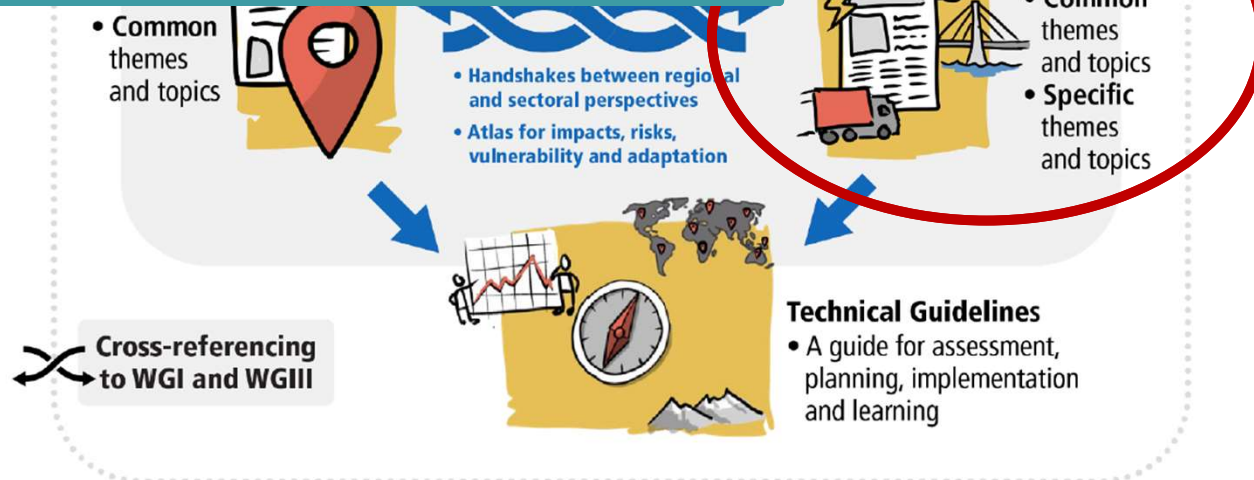 • Common
themes
and topics
• Handshakes between regional
and sectoral perspectives
• Atlas for impacts, risks,
vulnerability and adaptation
• Common
themes
and topics
• Specific
themes
and topics
Technical Guidelines
• A guide for assessment,
planning, implementation
and learning
Cross-referencing
to WGI and WGIII